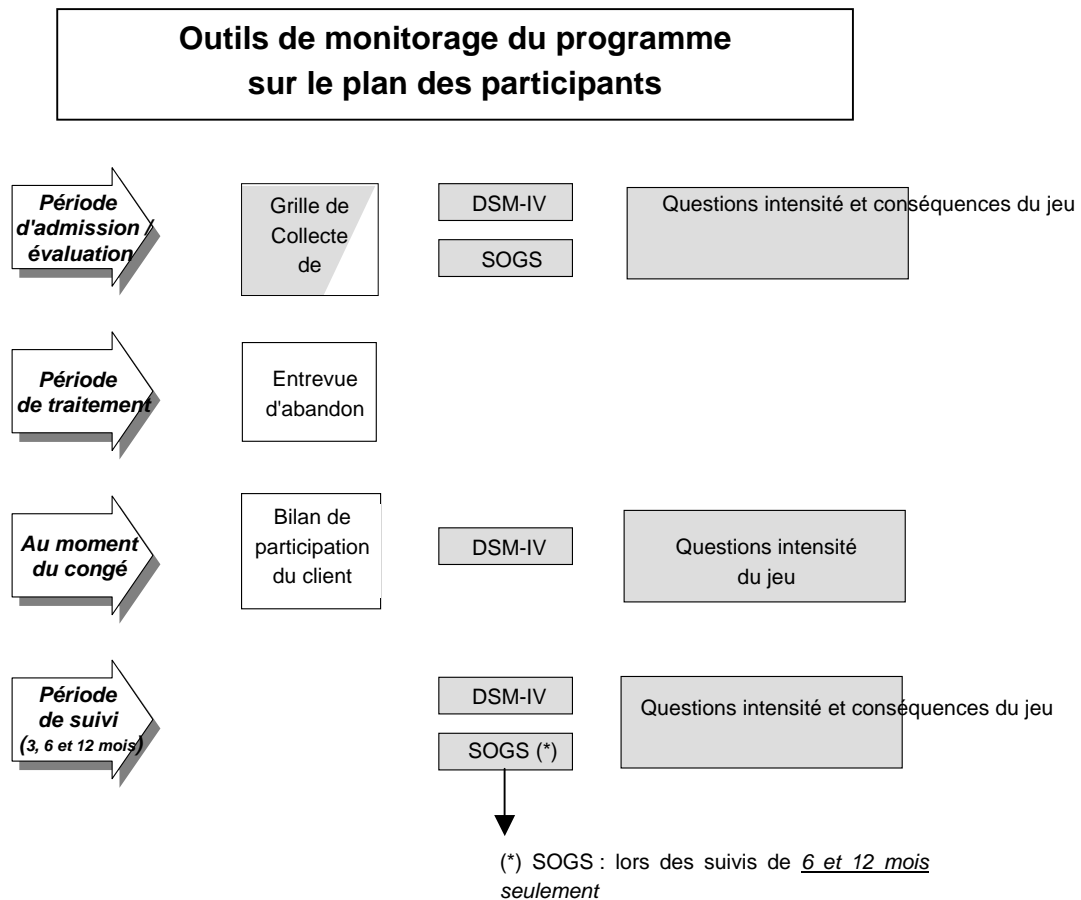 Outils de monitorage du programme
sur le plan des participants
Période
d'admission /
évaluation
Grille de
Collecte
de
DSM-IV
SOGS
Questions intensité et conséquences du jeu
Période
de traitement
Entrevue
d'abandon
Au moment
du congé
Bilan de
participation
du client
DSM-IV
Questions intensité
du jeu
Période
de suivi
(3, 6 et 12 mois)
DSM-IV
SOGS (*)
Questions intensité et conséquences du jeu
(*) SOGS : lors des suivis de 6 et 12 mois
seulement